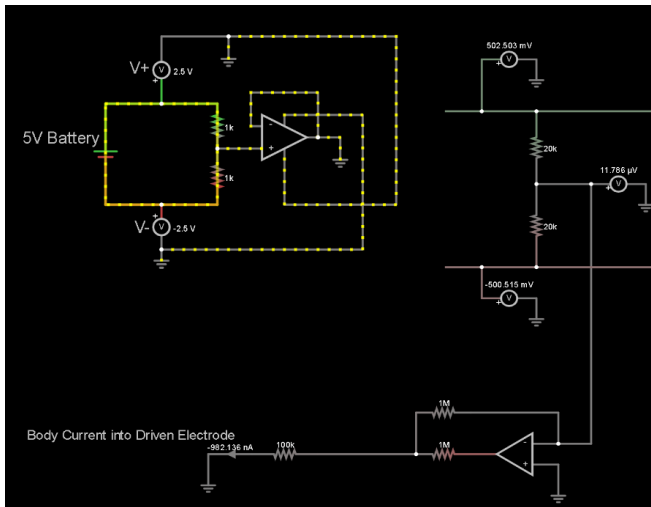 502.503 mV
V+
2.5 V
1k
5V Battery
20k
11.786 µV
1k
20k
V-
-2.5 V
-500.515 mV
1M
Body Current into Driven Electrode
-982.136 nA
100k
1M